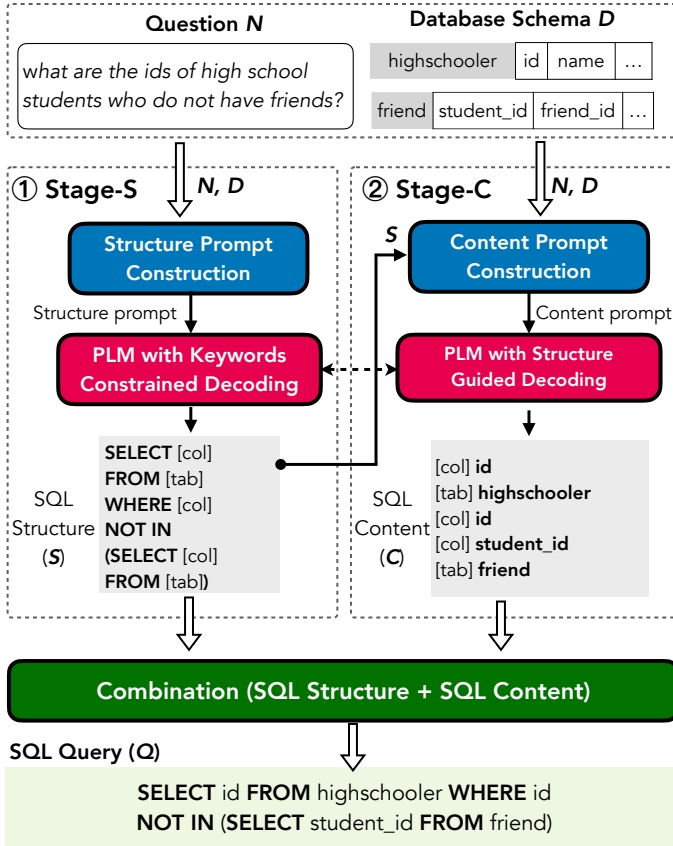 Question N
what are the ids of high school
students who do not have friends?
Database Schema D
highschooler id name ...
friend student_id friend_id ...
① Stage-S
N, D
Structure Prompt
Construction
Structure prompt
PLM with Keywords
Constrained Decoding
SQL
Structure
(S)
SELECT [col]
FROM [tab]
WHERE [col]
NOT IN
(SELECT [col]
FROM [tab])
② Stage-C
N, D
S
Content Prompt
Construction
Content prompt
PLM with Structure
Guided Decoding
SQL
Content
(C)
[col] id
[tab] highschooler
[col] id
[col] student_id
[tab] friend
Combination (SQL Structure + SQL Content)
SQL Query (Q)
SELECT id FROM highschooler WHERE id
NOT IN (SELECT student_id FROM friend)